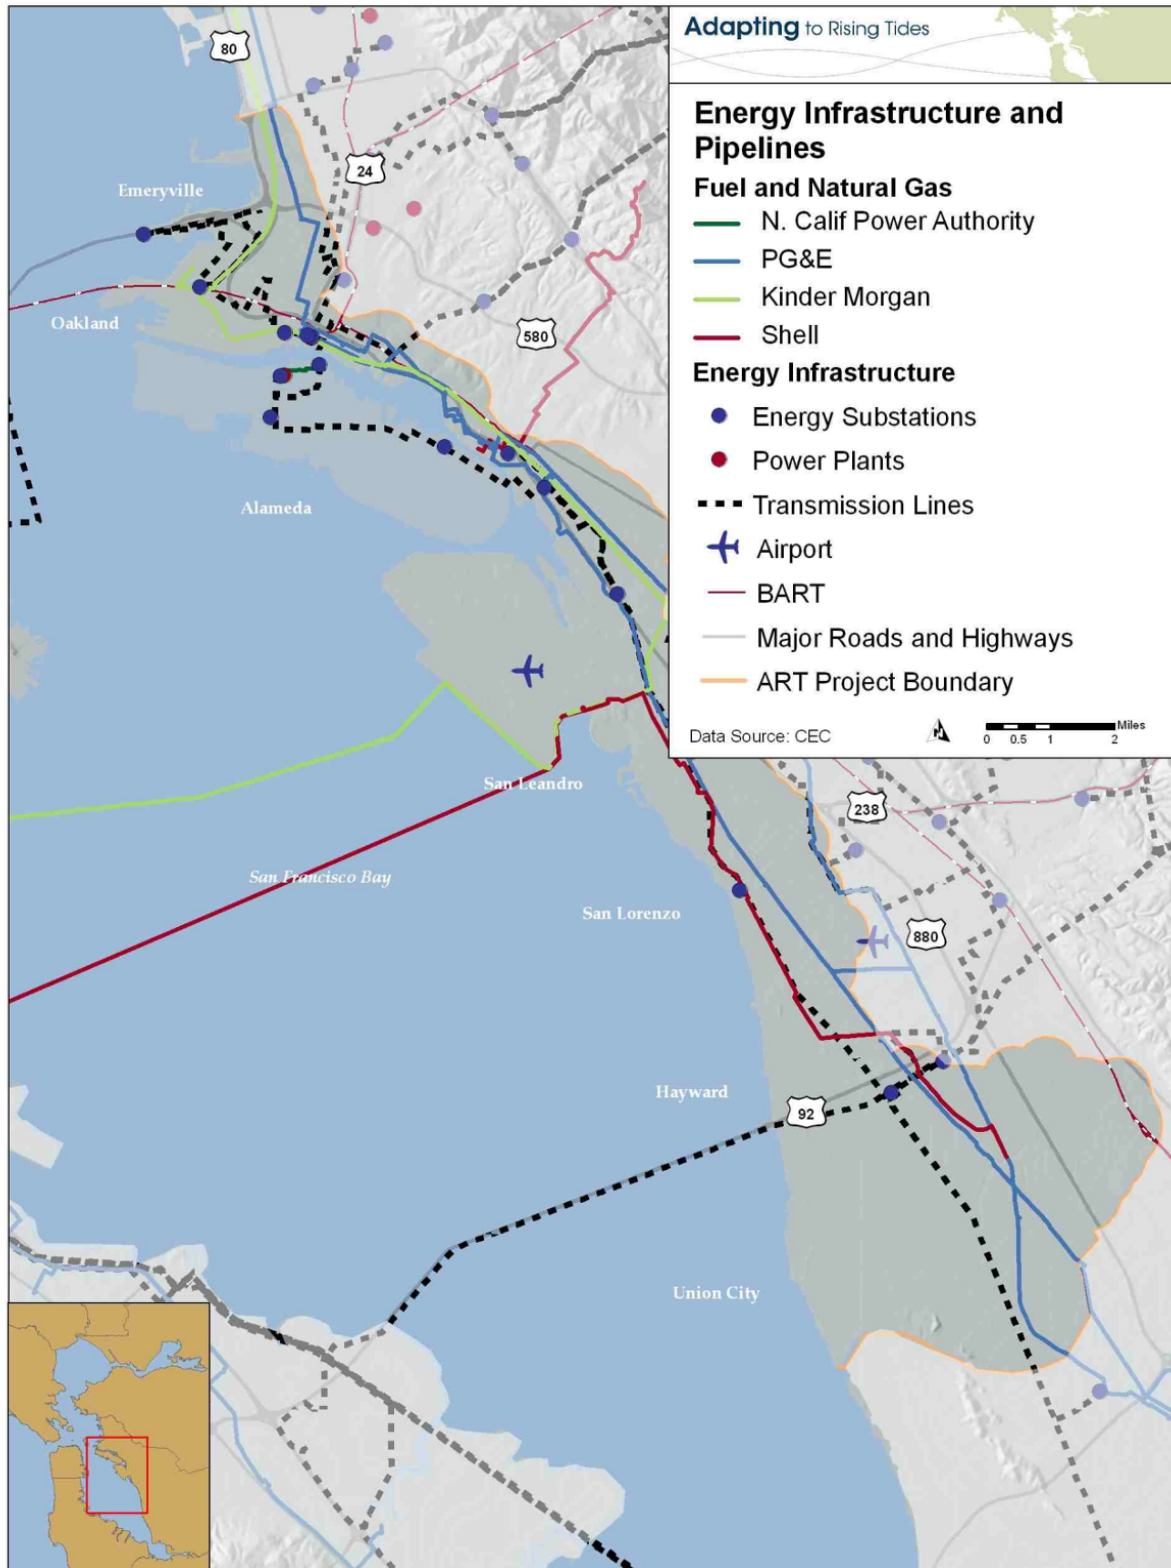 Adapting to Rising Tides
Energy Infrastructure and
Pipelines
Fuel and Natural Gas
N. Calif Power Authority
PG&E
Kinder Morgan
Shell
Energy Infrastructure
Energy Substations
Power Plants
Transmission Lines
Airport
BART
Major Roads and Highways
ART Project Boundary
Data Source: CEC
Miles
0 0.5 1 2
80
24
Emeryville
Oakland
580
Alameda
San Leandro
238
San Francisco Bay
San Lorenzo
880
Hayward
92
Union City